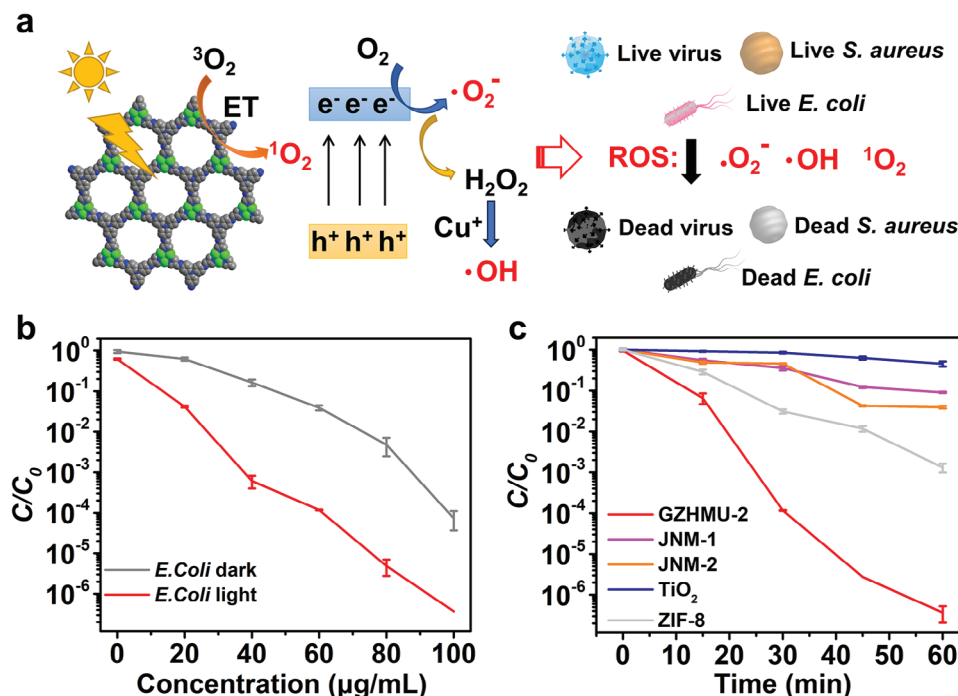 a
³O₂
ET
¹O₂
O₂
e⁻ e⁻ e⁻
·O₂⁻
H₂O₂
h⁺ h⁺ h⁺
Cu⁺
·OH
Live virus
Live S. aureus
Live E. coli
ROS: ·O₂⁻ ·OH ¹O₂
Dead virus
Dead S. aureus
Dead E. coli
b
C/C₀
10⁰
10⁻¹
10⁻²
10⁻³
10⁻⁴
10⁻⁵
10⁻⁶
E.Coli dark
E.Coli light
0 20 40 60 80 100
Concentration (µg/mL)
c
C/C₀
10⁰
10⁻¹
10⁻²
10⁻³
10⁻⁴
10⁻⁵
10⁻⁶
GZHMU-2
JNM-1
JNM-2
TiO₂
ZIF-8
0 10 20 30 40 50 60
Time (min)